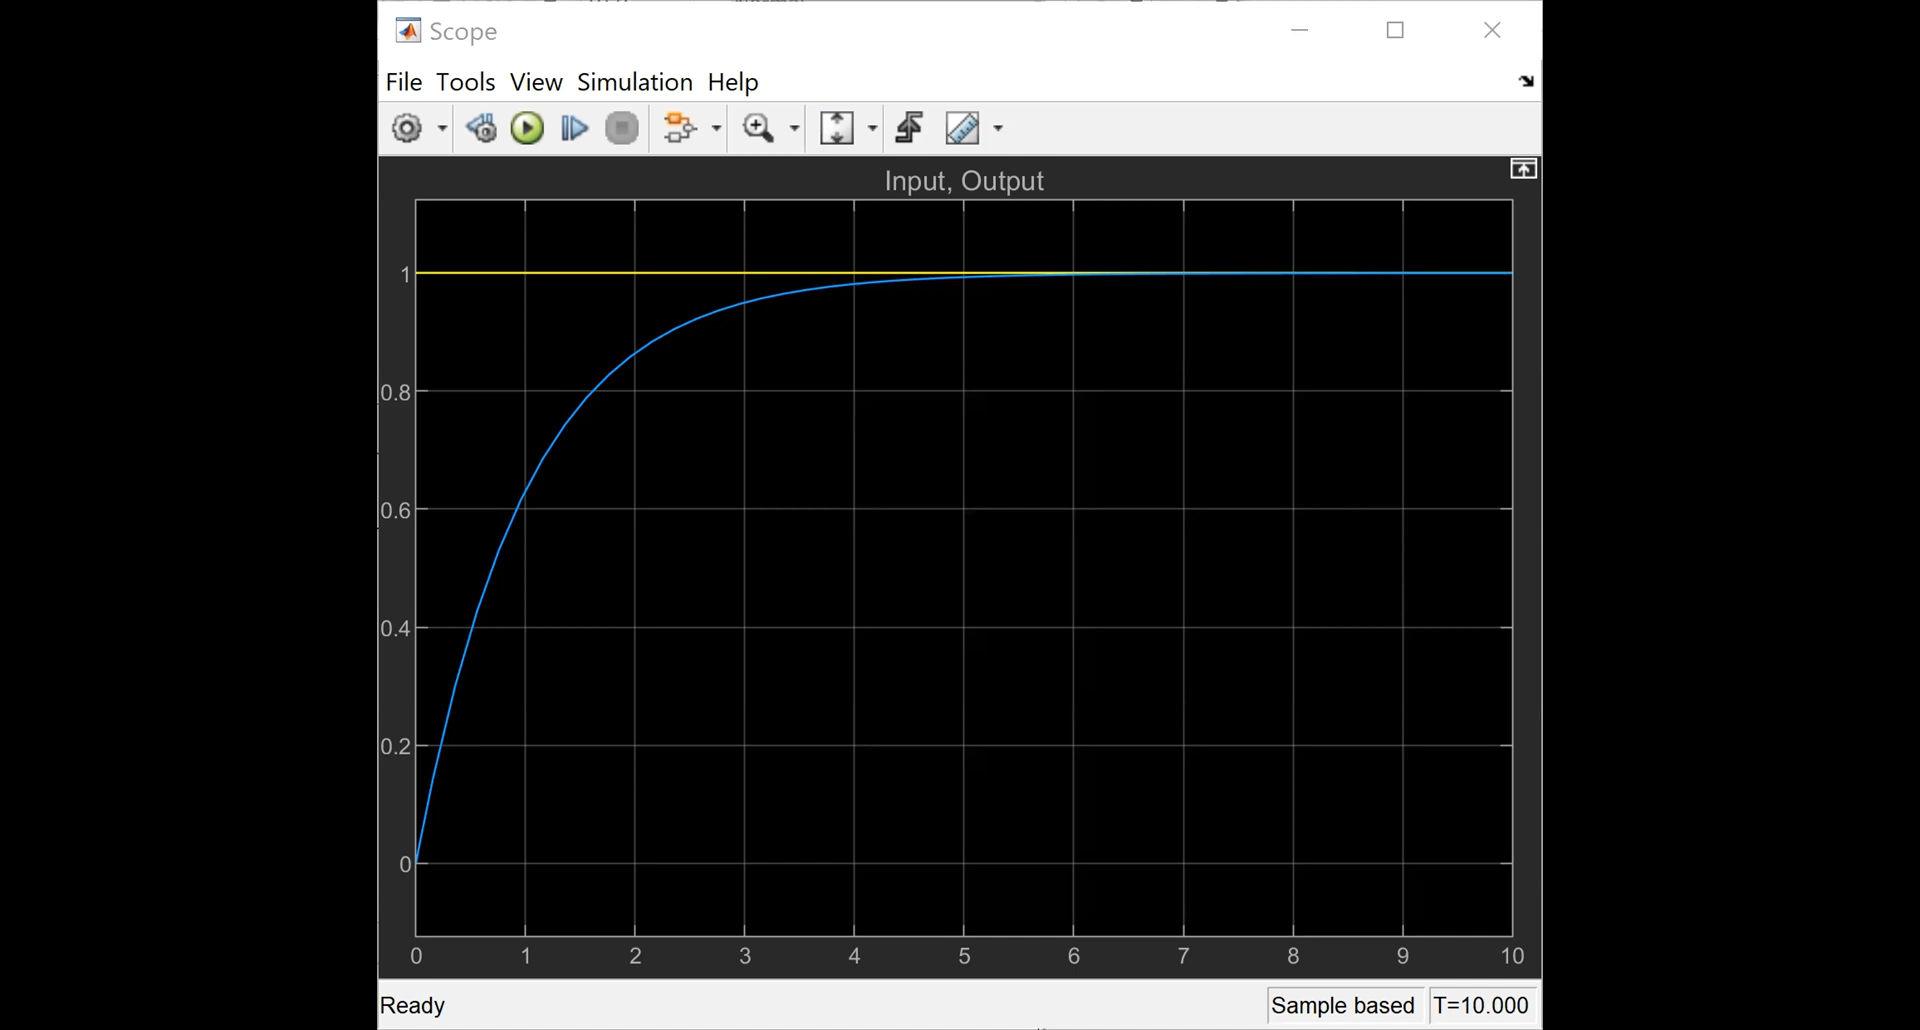 Scope
File Tools View Simulation Help
Input, Output
1
0.8
0.6
0.4
0.2
0
0 1 2 3 4 5 6 7 8 9 10
Ready
Sample based T=10.000